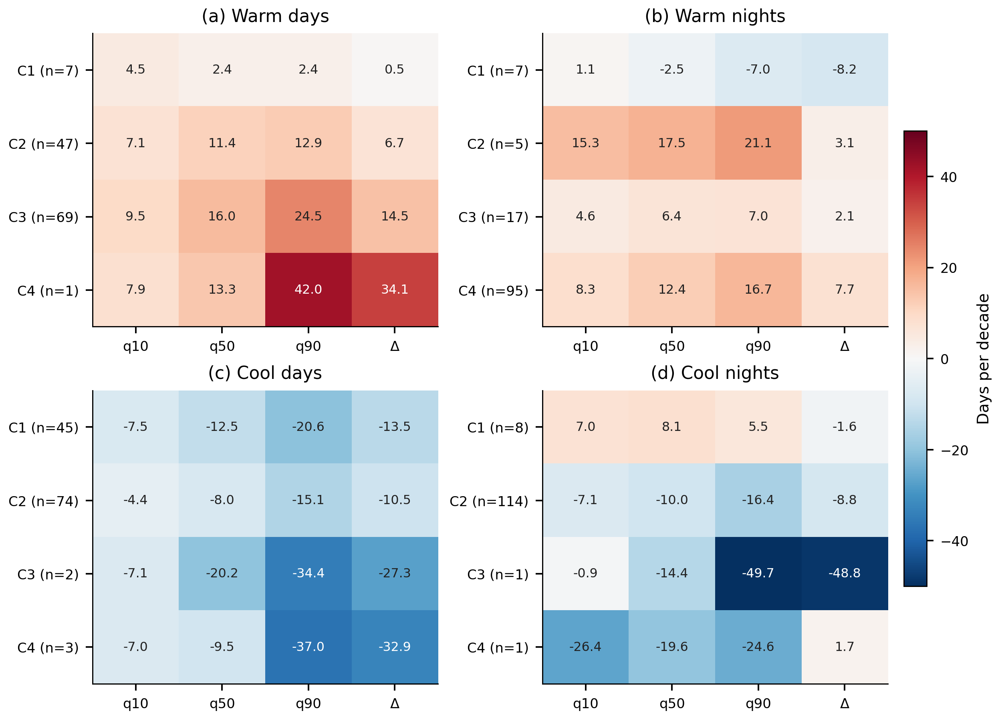 (a) Warm days
C1 (n=7) 4.5 2.4 2.4 0.5
C2 (n=47) 7.1 11.4 12.9 6.7
C3 (n=69) 9.5 16.0 24.5 14.5
C4 (n=1) 7.9 13.3 42.0 34.1
q10 q50 q90 Δ
(b) Warm nights
C1 (n=7) 1.1 -2.5 -7.0 -8.2
C2 (n=5) 15.3 17.5 21.1 3.1
C3 (n=17) 4.6 6.4 7.0 2.1
C4 (n=95) 8.3 12.4 16.7 7.7
q10 q50 q90 Δ
(c) Cool days
C1 (n=45) -7.5 -12.5 -20.6 -13.5
C2 (n=74) -4.4 -8.0 -15.1 -10.5
C3 (n=2) -7.1 -20.2 -34.4 -27.3
C4 (n=3) -7.0 -9.5 -37.0 -32.9
q10 q50 q90 Δ
(d) Cool nights
C1 (n=8) 7.0 8.1 5.5 -1.6
C2 (n=114) -7.1 -10.0 -16.4 -8.8
C3 (n=1) -0.9 -14.4 -49.7 -48.8
C4 (n=1) -26.4 -19.6 -24.6 1.7
q10 q50 q90 Δ
40
20
0
−20
−40
Days per decade